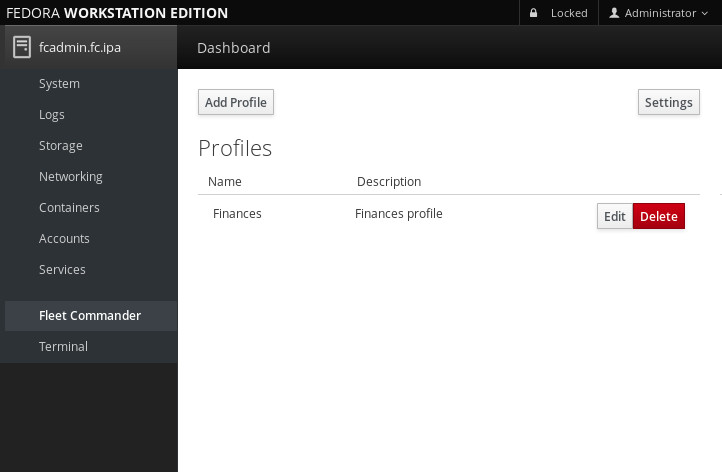 FEDORA WORKSTATION EDITION
Locked
Administrator
fcadmin.fc.ipa
Dashboard
System
Logs
Storage
Networking
Containers
Accounts
Services
Fleet Commander
Terminal
Add Profile
Settings
Profiles
Name Description
Finances Finances profile Edit Delete